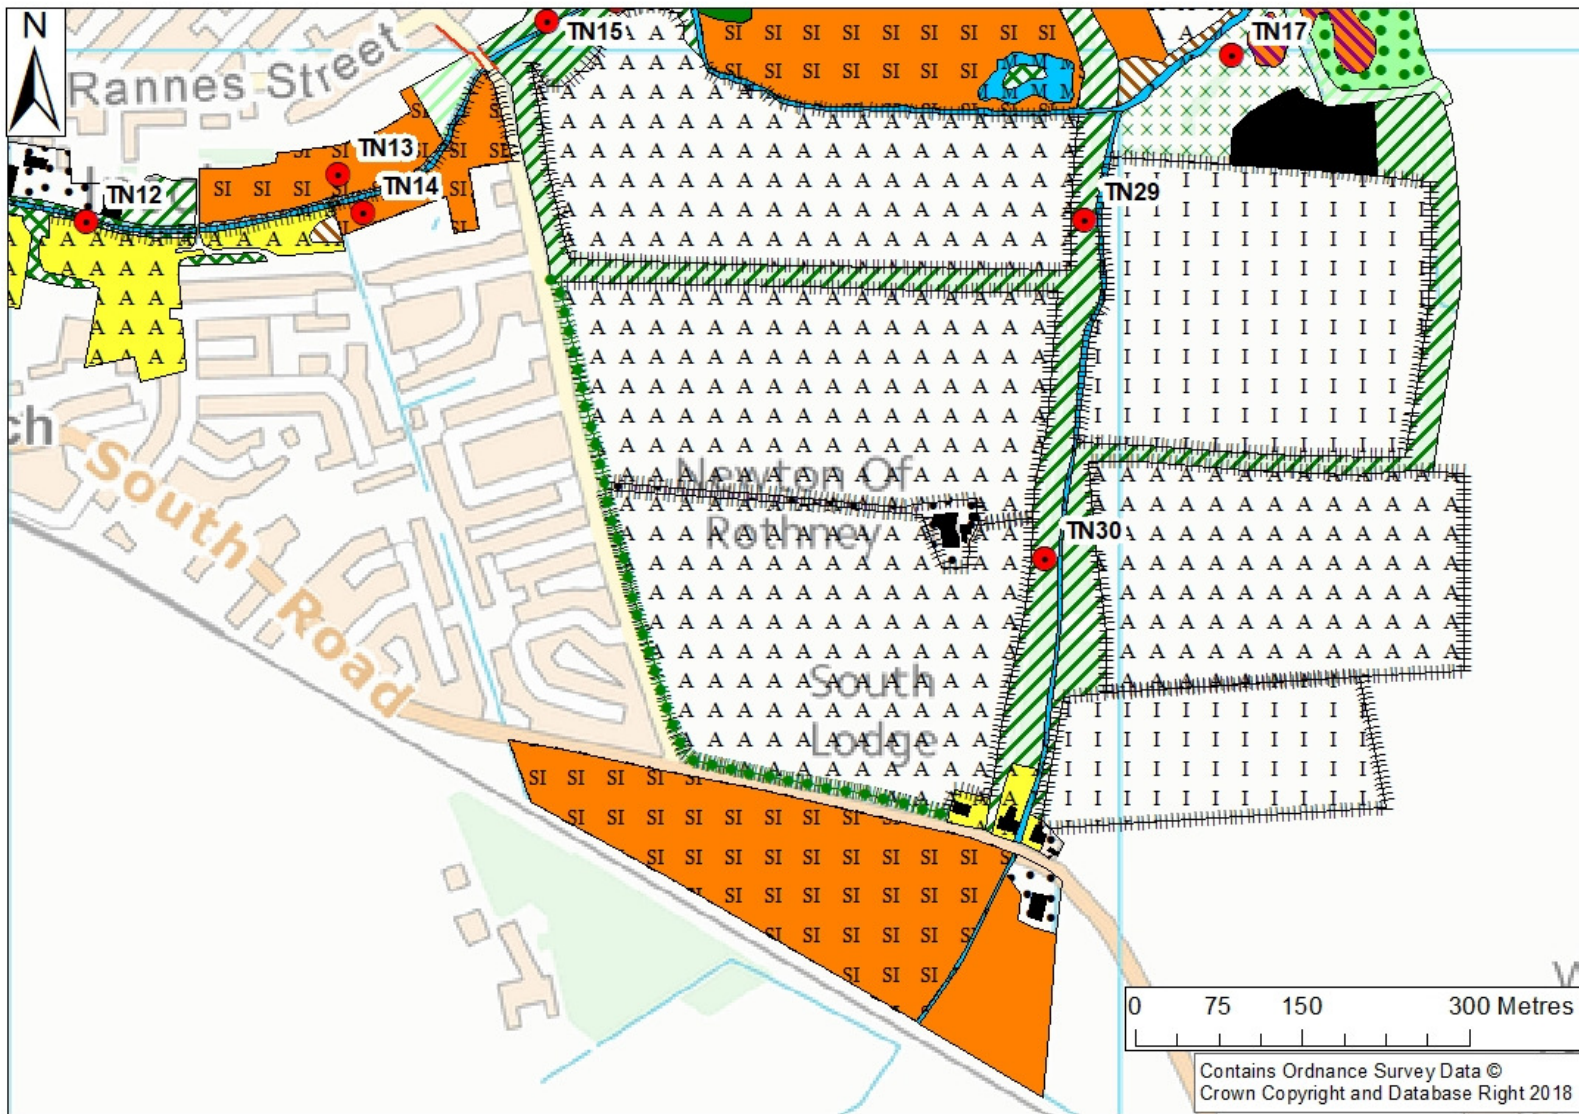 N
TN15
TN17
Rannes Street
TN13
TN14
TN12
TN29
ch
South Road
Newton Of
Rothney
TN30
South
Lodge
0 75 150 300 Metres
Contains Ordnance Survey Data ©
Crown Copyright and Database Right 2018